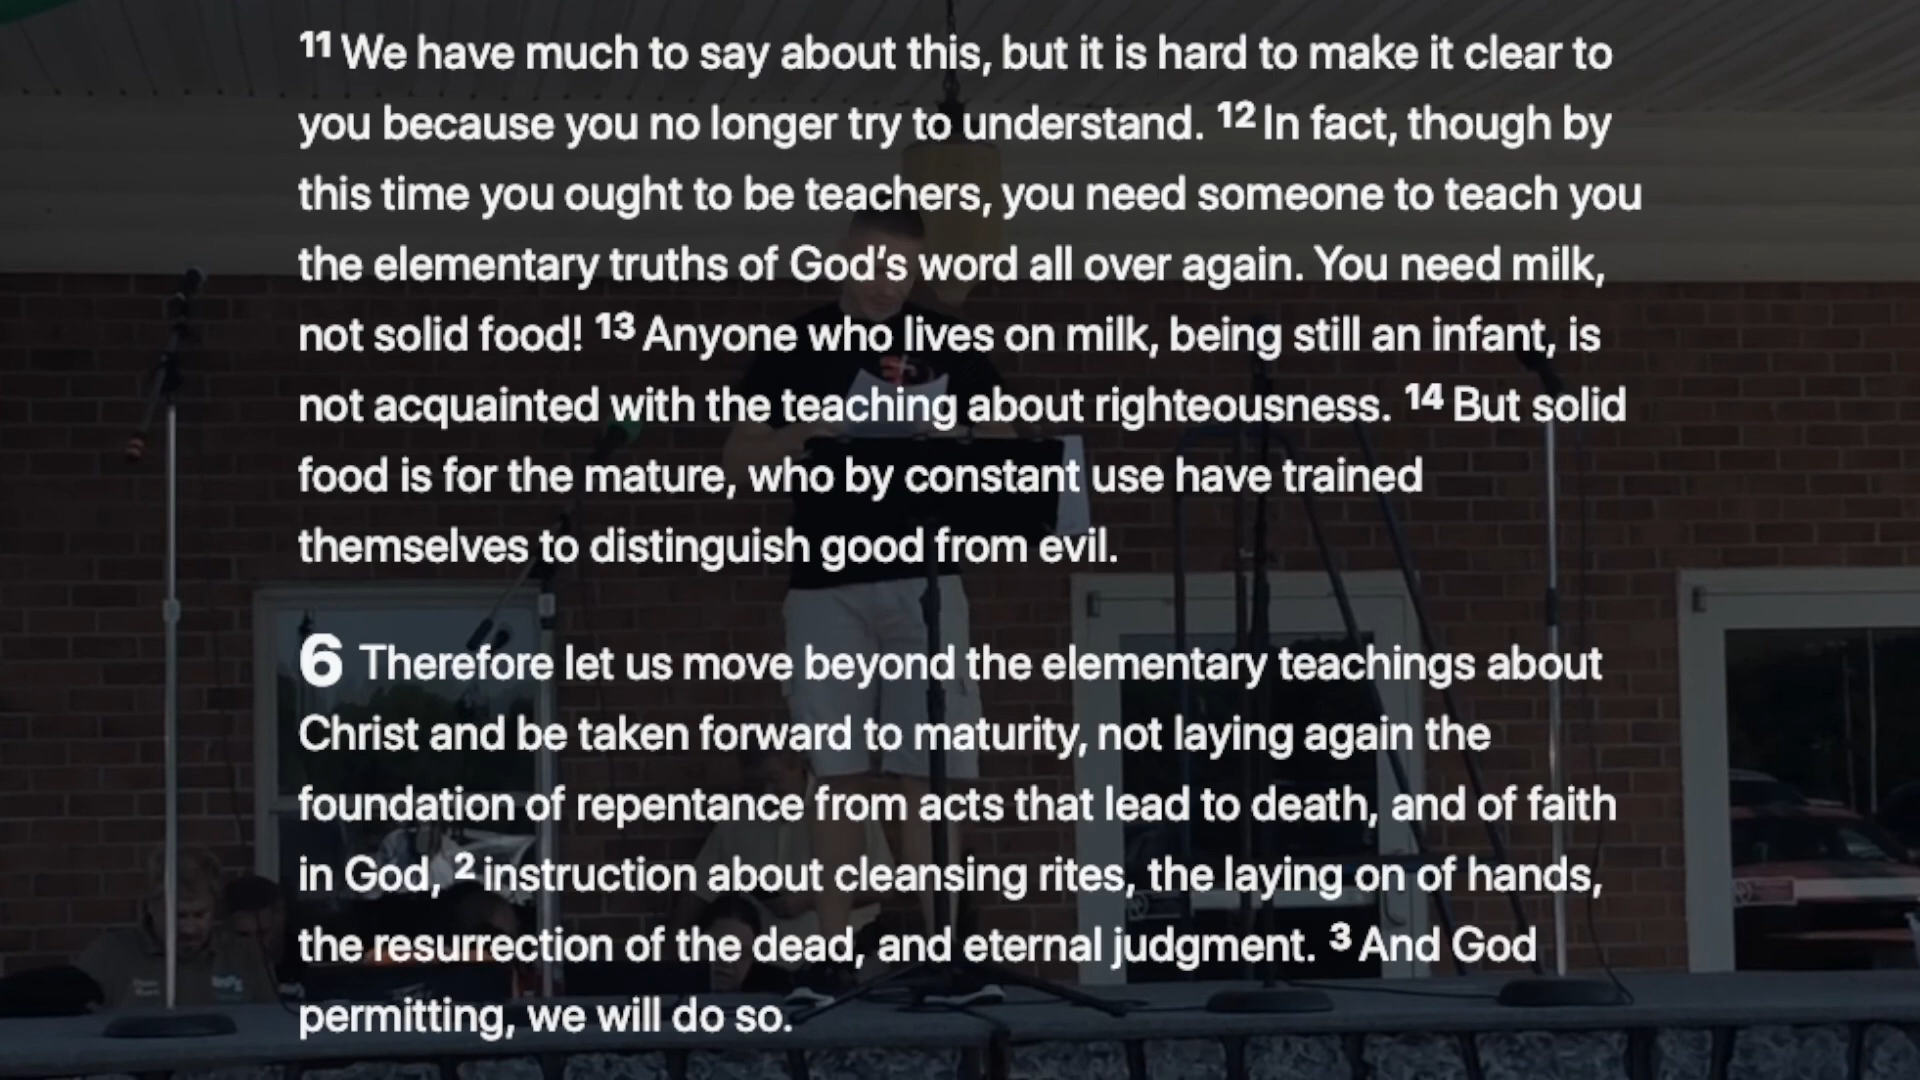 11 We have much to say about this, but it is hard to make it clear to
you because you no longer try to understand. 12 In fact, though by
this time you ought to be teachers, you need someone to teach you
the elementary truths of God’s word all over again. You need milk,
not solid food! 13 Anyone who lives on milk, being still an infant, is
not acquainted with the teaching about righteousness. 14 But solid
food is for the mature, who by constant use have trained
themselves to distinguish good from evil.
6 Therefore let us move beyond the elementary teachings about
Christ and be taken forward to maturity, not laying again the
foundation of repentance from acts that lead to death, and of faith
in God, 2 instruction about cleansing rites, the laying on of hands,
the resurrection of the dead, and eternal judgment. 3 And God
permitting, we will do so.